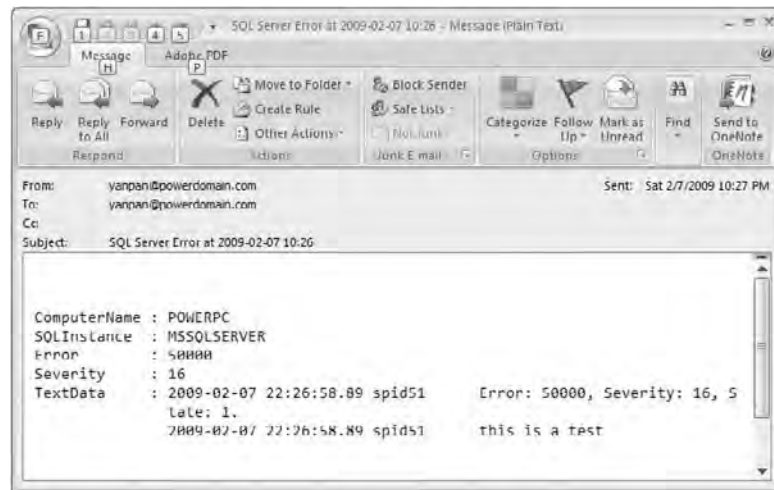 SQL Server Error at 2009-02-07 10:26 - Message (Plain Text)
F
1
4
5
Message
Adobe PDF
H
P
Reply
Reply to All
Forward
Delete
Move to Folder
Create Rule
Other Actions
Block Sender
Safe Lists
Not Junk
Categorize
Follow Up
Mark as Unread
Find
Send to OneNote
Respond
Actions
Junk E-mail
Options
OneNote
From: yanpan@powerdomain.com
Sent: Sat 2/7/2009 10:27 PM
To: yanpan@powerdomain.com
Cc:
Subject: SQL Server Error at 2009-02-07 10:26
ComputerName : POWERPC
SQLInstance : MSSQLSERVER
Error : 50000
Severity : 16
TextData : 2009-02-07 22:26:58.89 spid51 Error: 50000, Severity: 16, S
tate: 1.
2009-02-07 22:26:58.89 spid51 this is a test